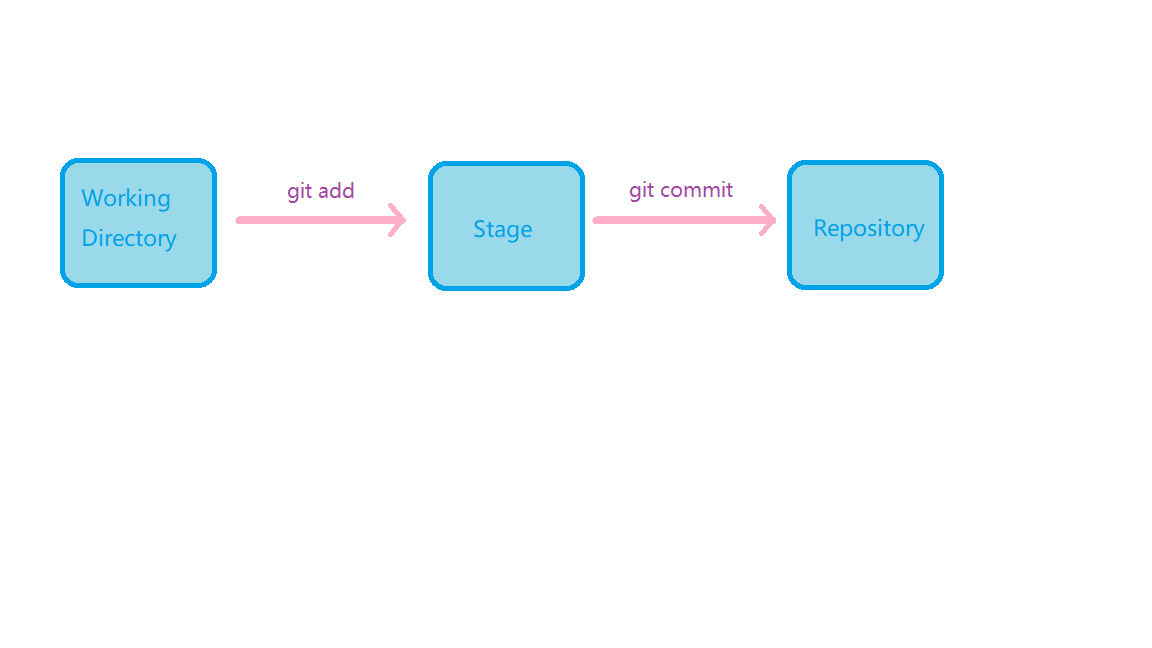 Working
Directory
git add
Stage
git commit
Repository